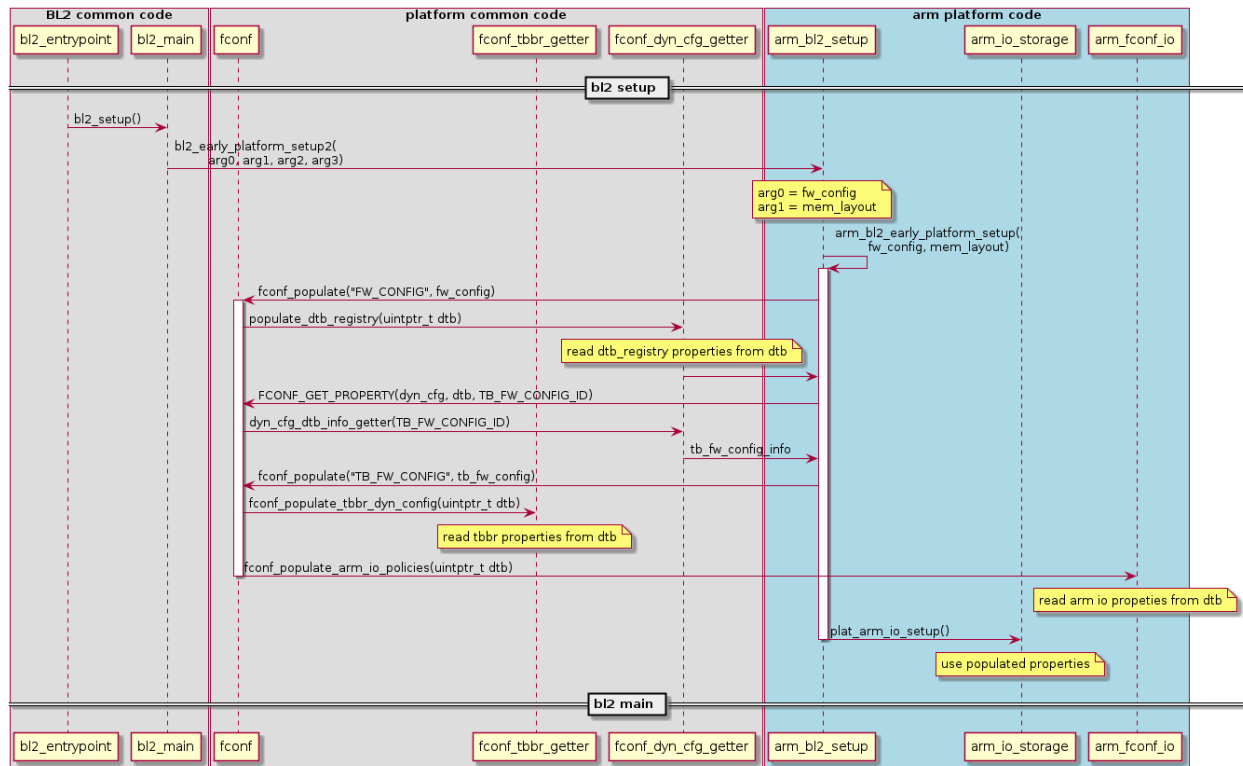 BL2 common code
platform common code
arm platform code
bl2_entrypoint
bl2_main
fconf
fconf_tbbr_getter
fconf_dyn_cfg_getter
arm_bl2_setup
arm_io_storage
arm_fconf_io
bl2 setup
bl2_setup()
bl2_early_platform_setup2(
arg0, arg1, arg2, arg3)
arg0 = fw_config
arg1 = mem_layout
arm_bl2_early_platform_setup(
fw_config, mem_layout)
fconf_populate("FW_CONFIG", fw_config)
populate_dtb_registry(uintptr_t dtb)
read dtb_registry properties from dtb
FCONF_GET_PROPERTY(dyn_cfg, dtb, TB_FW_CONFIG_ID)
dyn_cfg_dtb_info_getter(TB_FW_CONFIG_ID)
tb_fw_config_info
fconf_populate("TB_FW_CONFIG", tb_fw_config)
fconf_populate_tbbr_dyn_config(uintptr_t dtb)
read tbbr properties from dtb
fconf_populate_arm_io_policies(uintptr_t dtb)
read arm io propeties from dtb
plat_arm_io_setup()
use populated properties
bl2 main
bl2_entrypoint
bl2_main
fconf
fconf_tbbr_getter
fconf_dyn_cfg_getter
arm_bl2_setup
arm_io_storage
arm_fconf_io